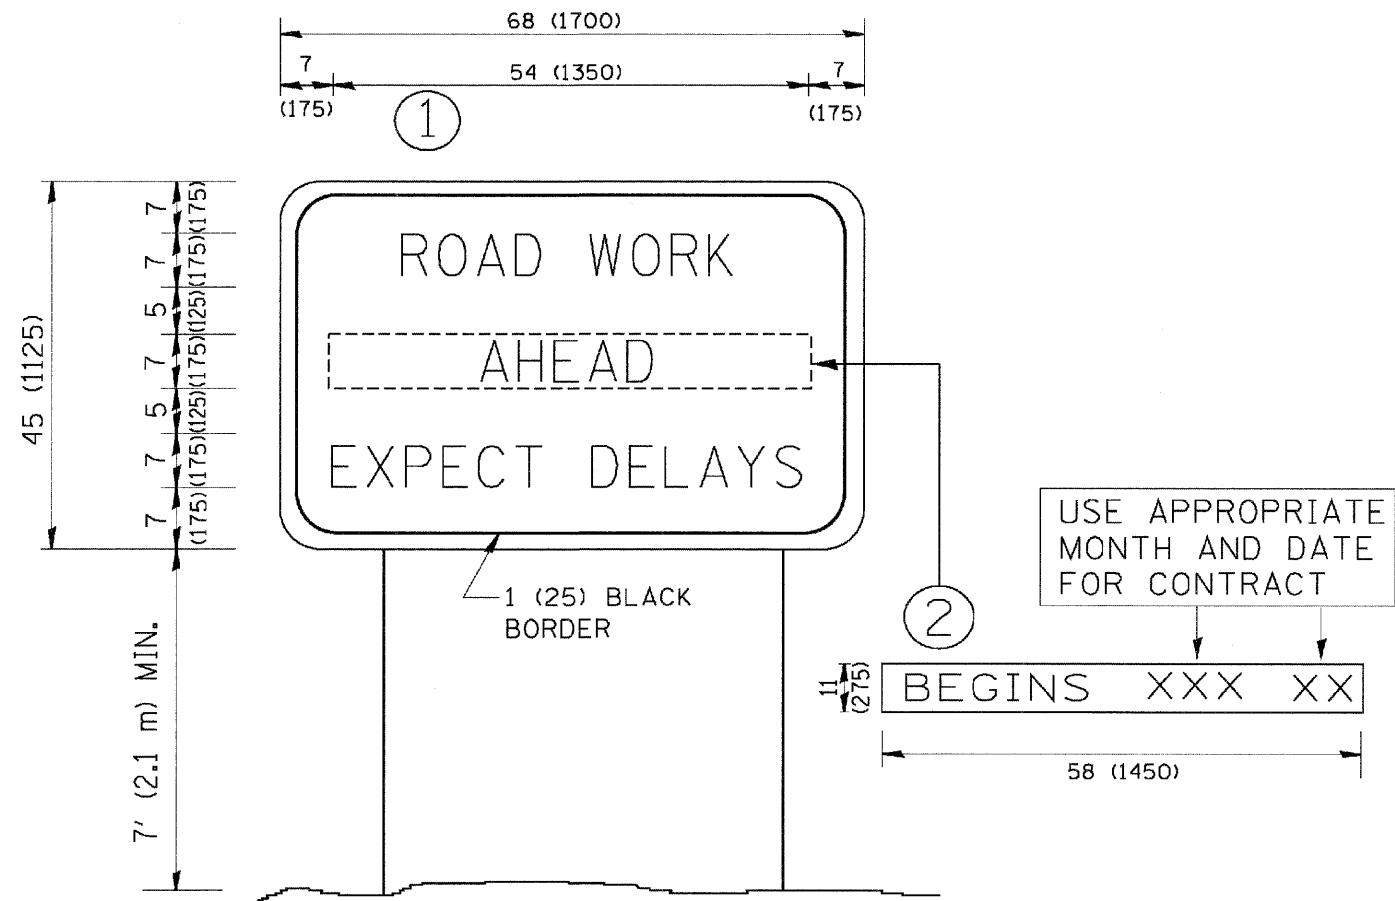 68 (1700)
7
54 (1350)
7
(175)
(175)
1
45 (1125)
7
(175)
7
(175)
5
(125)
7
(175)
5
(125)
7
(175)
7
(175)
ROAD WORK
AHEAD
EXPECT DELAYS
1 (25) BLACK
BORDER
7' (2.1 m) MIN.
2
USE APPROPRIATE
MONTH AND DATE
FOR CONTRACT
11
(275)
BEGINS XXX XX
58 (1450)